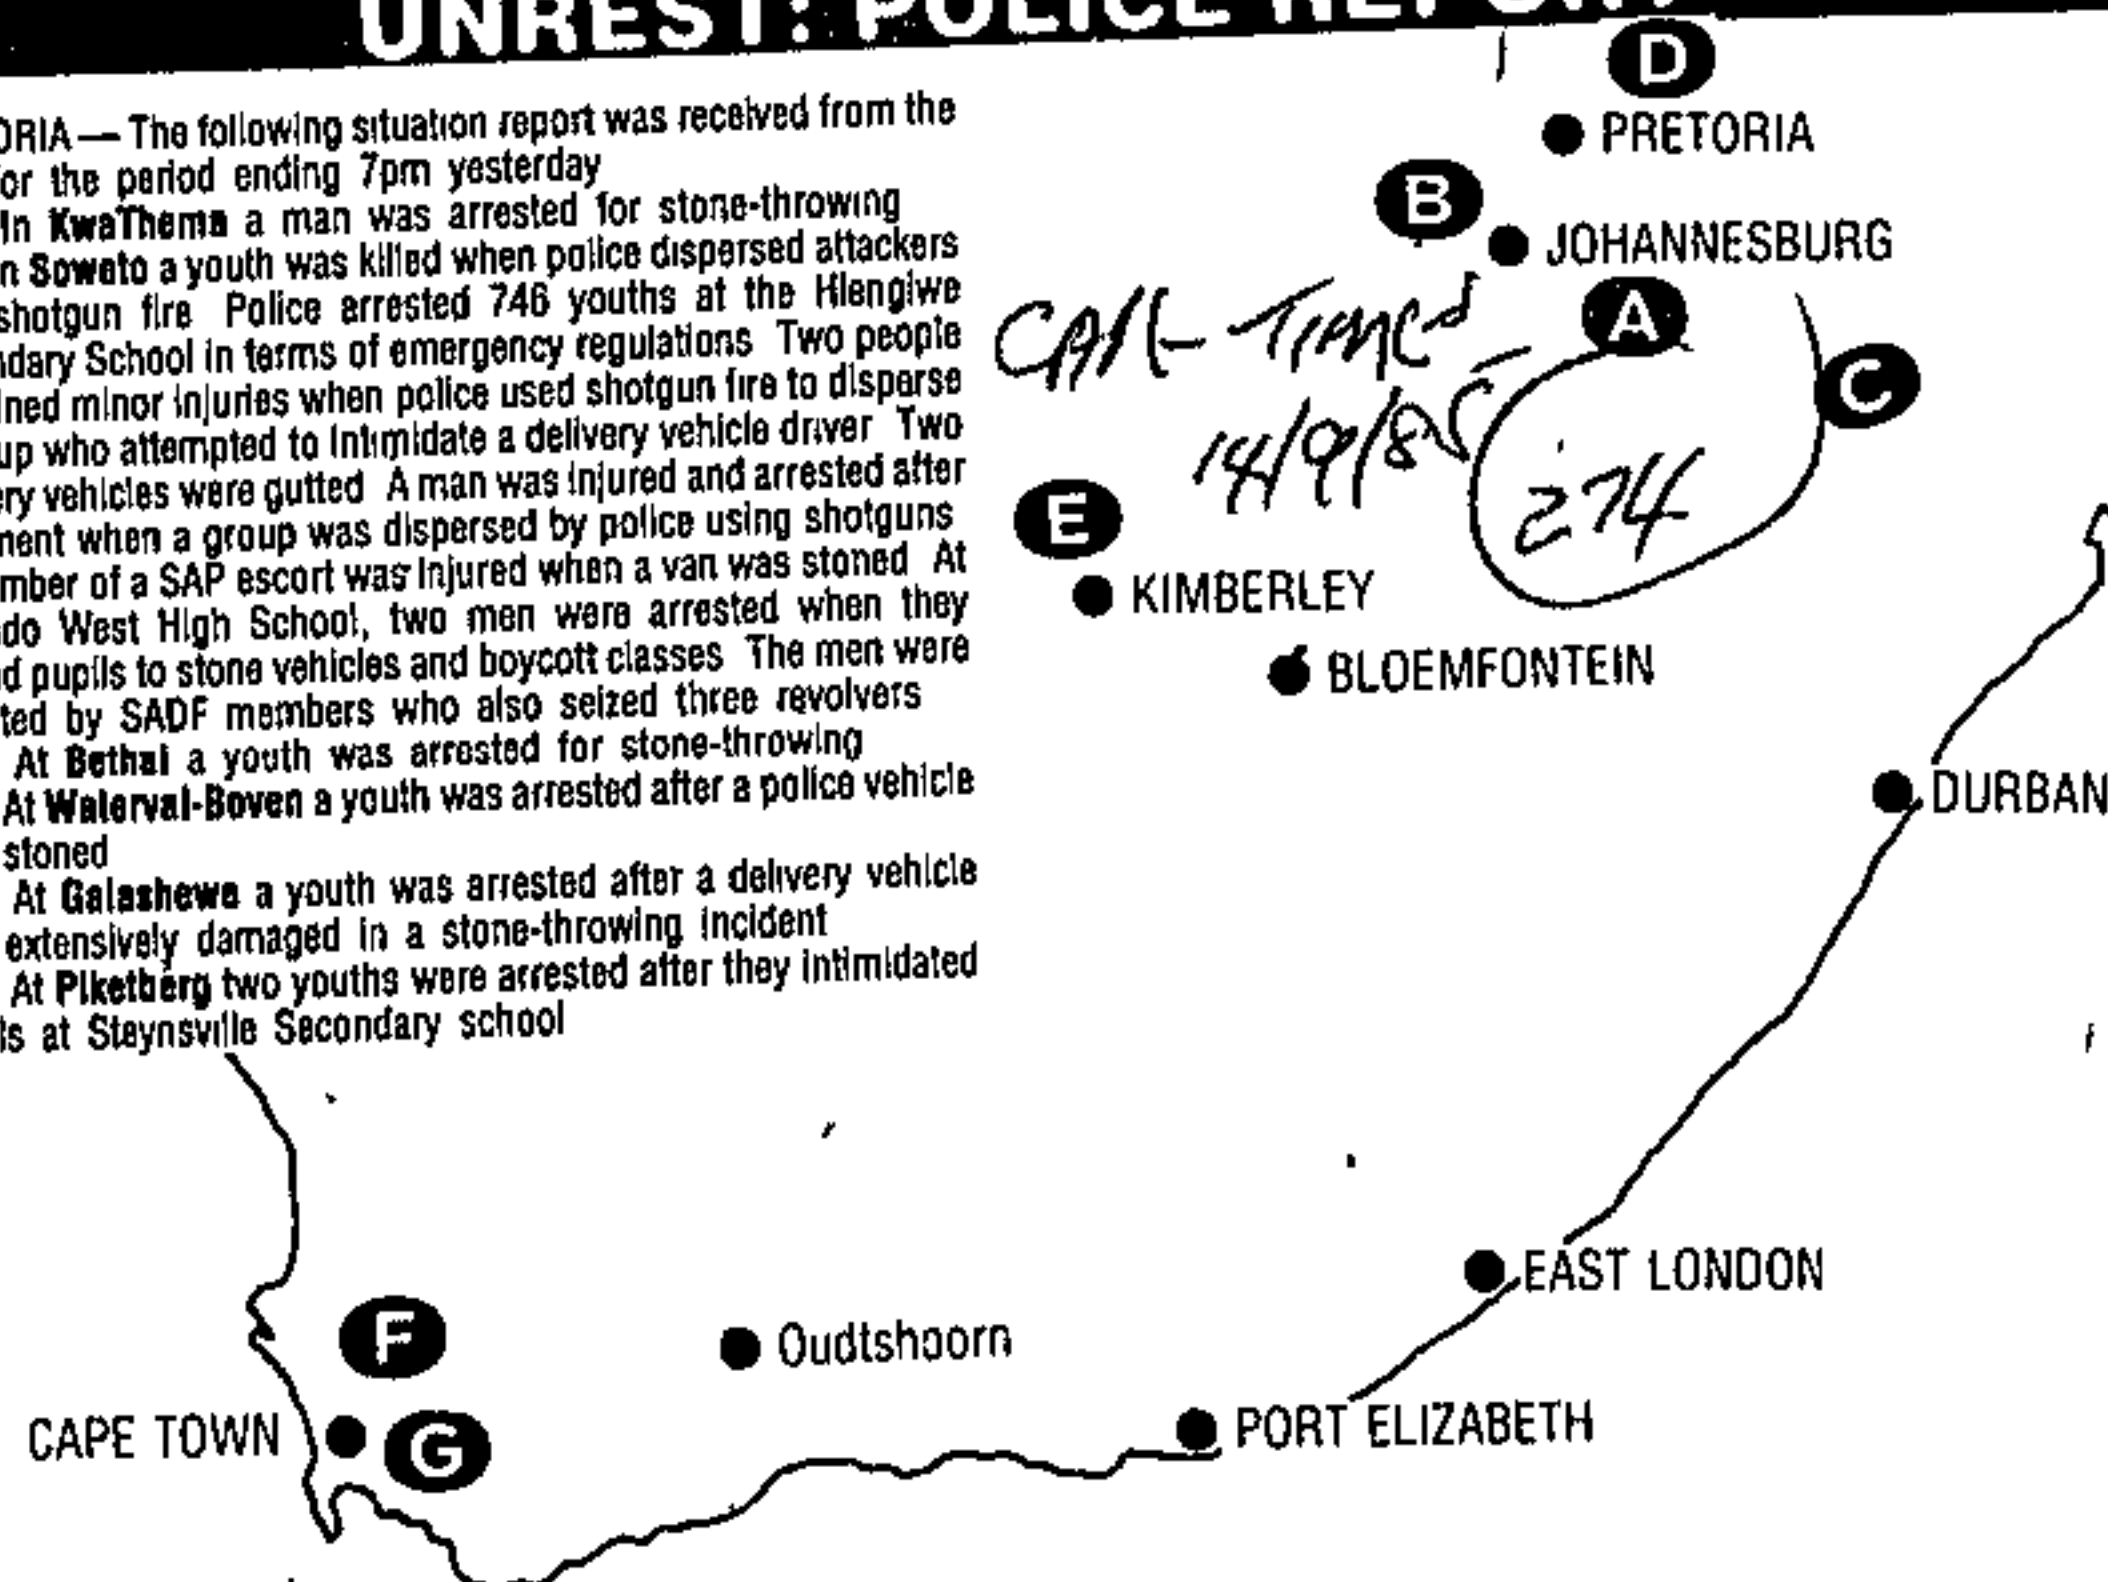 UNREST: POLICE REPORT
ORIA — The following situation report was received from the
for the period ending 7pm yesterday
In KwaThema a man was arrested for stone-throwing
n Soweto a youth was killed when police dispersed attackers
shotgun fire Police arrested 746 youths at the Hlengiwe
ndary School in terms of emergency regulations Two people
ined minor injuries when police used shotgun fire to disperse
up who attempted to intimidate a delivery vehicle driver Two
ery vehicles were gutted A man was injured and arrested after
ment when a group was dispersed by police using shotguns
mber of a SAP escort was injured when a van was stoned At
do West High School, two men were arrested when they
d pupils to stone vehicles and boycott classes The men were
ted by SADF members who also seized three revolvers
At Bethal a youth was arrested for stone-throwing
At Waterval-Boven a youth was arrested after a police vehicle
stoned
At Galashewe a youth was arrested after a delivery vehicle
extensively damaged in a stone-throwing incident
At Piketberg two youths were arrested after they intimidated
ls at Steynsville Secondary school
D
PRETORIA
B
JOHANNESBURG
A
C
Times
274
E
KIMBERLEY
BLOEMFONTEIN
DURBAN
EAST LONDON
F
Oudtshoorn
CAPE TOWN
G
PORT ELIZABETH